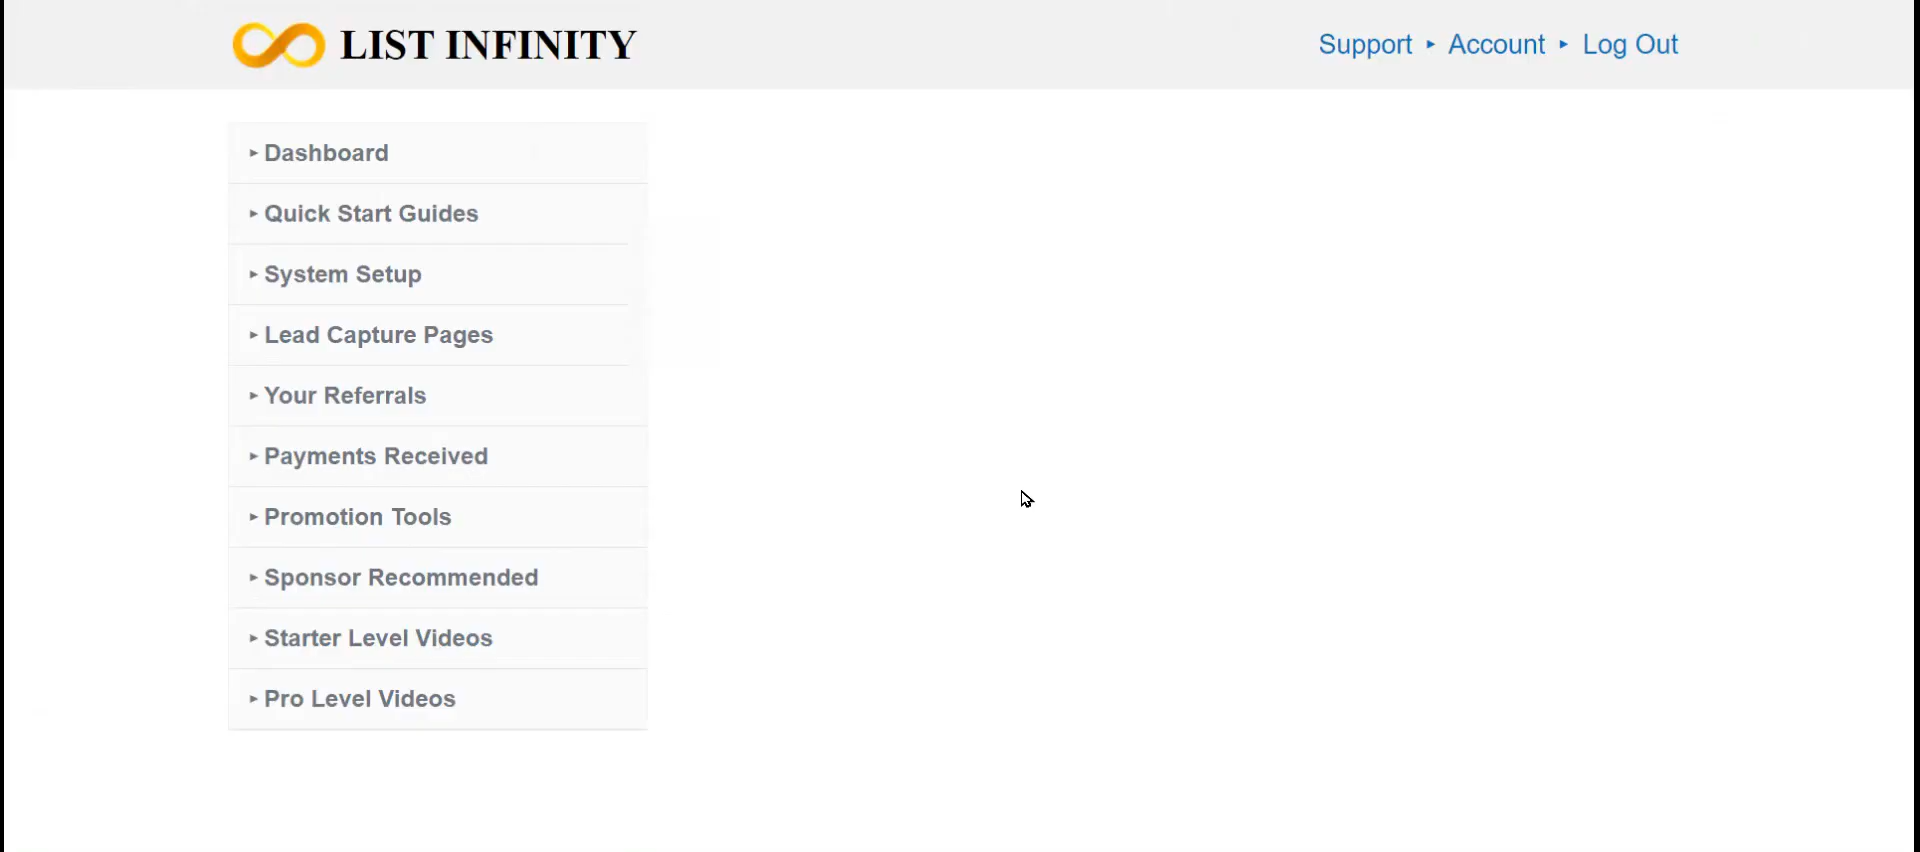 LIST INFINITY
Support ‣ Account ‣ Log Out
‣ Dashboard
‣ Quick Start Guides
‣ System Setup
‣ Lead Capture Pages
‣ Your Referrals
‣ Payments Received
‣ Promotion Tools
‣ Sponsor Recommended
‣ Starter Level Videos
‣ Pro Level Videos